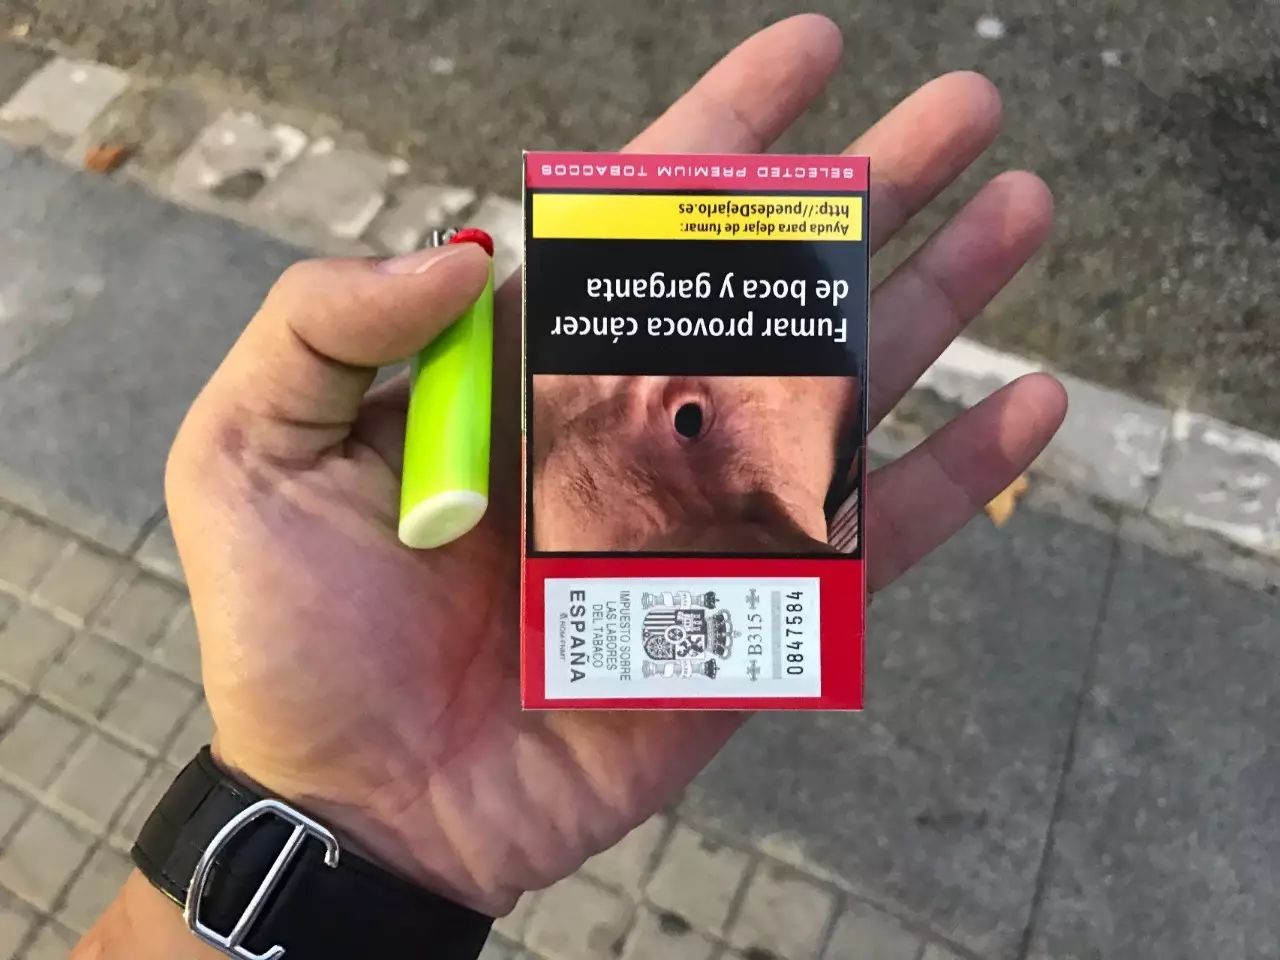 Fumar provoca cáncer
de boca y garganta
Ayuda para dejar de fumar:
http://puedesDejarlo.es
SELECTED PREMIUM TOBACCOS
0847584
B315
IMPUESTO SOBRE
LAS LABORES
DEL TABACO
ESPAÑA